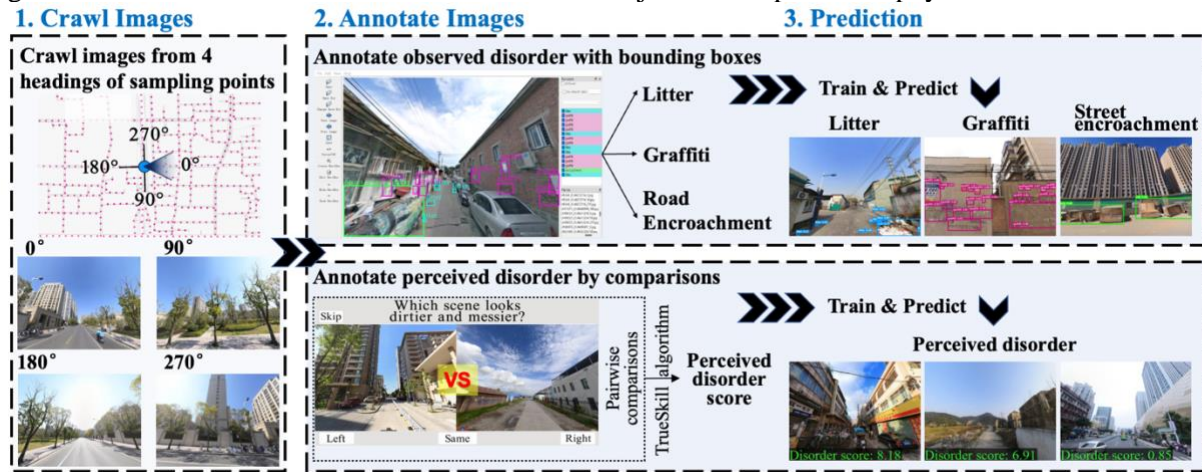 1. Crawl Images
2. Annotate Images
3. Prediction
Crawl images from 4
headings of sampling points
270°
180°
0°
90°
0°
90°
180°
270°
Annotate observed disorder with bounding boxes
Litter
Graffiti
Road
Encroachment
Train & Predict
Litter
Graffiti
Street
encroachment
Annotate perceived disorder by comparisons
Which scene looks
dirtier and messier?
Skip
VS
Left
Same
Right
Pairwise
comparisons
TrueSkill algorithm
Perceived
disorder
score
Train & Predict
Perceived disorder
Disorder score: 8.18
Disorder score: 6.91
Disorder score: 0.85